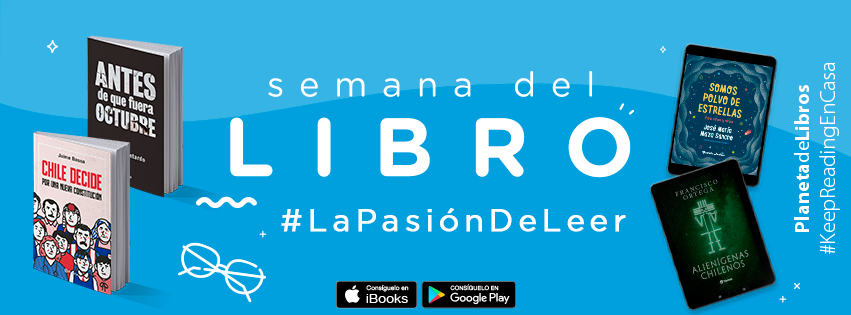 semana del
LIBRO
#LaPasiónDeLeer
ANTES
de que fuera
OCTUBRE
Jaime Bassa
CHILE DECIDE
POR UNA NUEVA CONSTITUCIÓN
SOMOS
POLVO DE
ESTRELLAS
José María
Maza Sancho
FRANCISCO
ORTEGA
ALIENÍGENAS
CHILENOS
PlanetadeLibros
#KeepReadingEnCasa
Consíguelo en
iBooks
CONSÍGUELO EN
Google Play